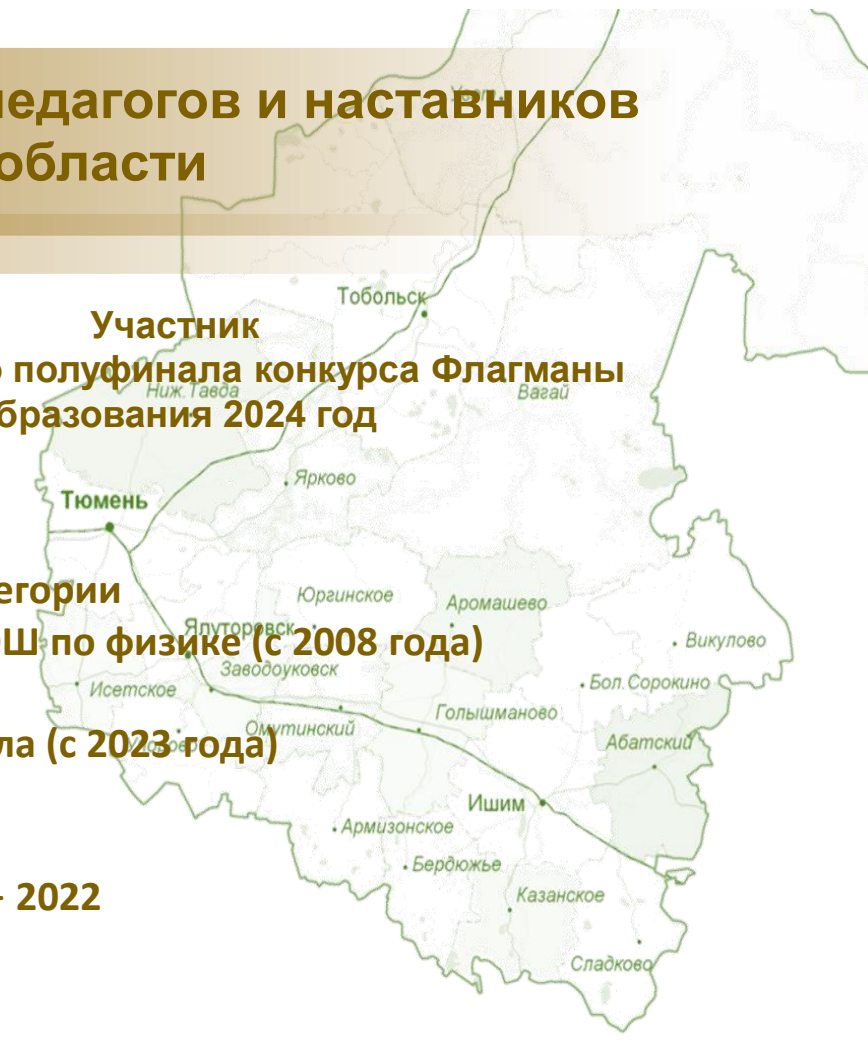 едагогов и наставников
области
Уват
Тобольск
Участник
о полуфинала конкурса Флагманы
Ниж.Тавда
Вагай
бразования 2024 год
Ярково
Тюмень
егории
Юргинское
Аромашево
Ялуторовск
Ш по физике (с 2008 года)
Викулово
Заводоуковск
Исетское
Бол.Сорокино
Голышманово
Омутинский
Упорово
ла (с 2023 года)
Абатский
Ишим
Армизонское
Бердюжье
- 2022
Казанское
Сладково